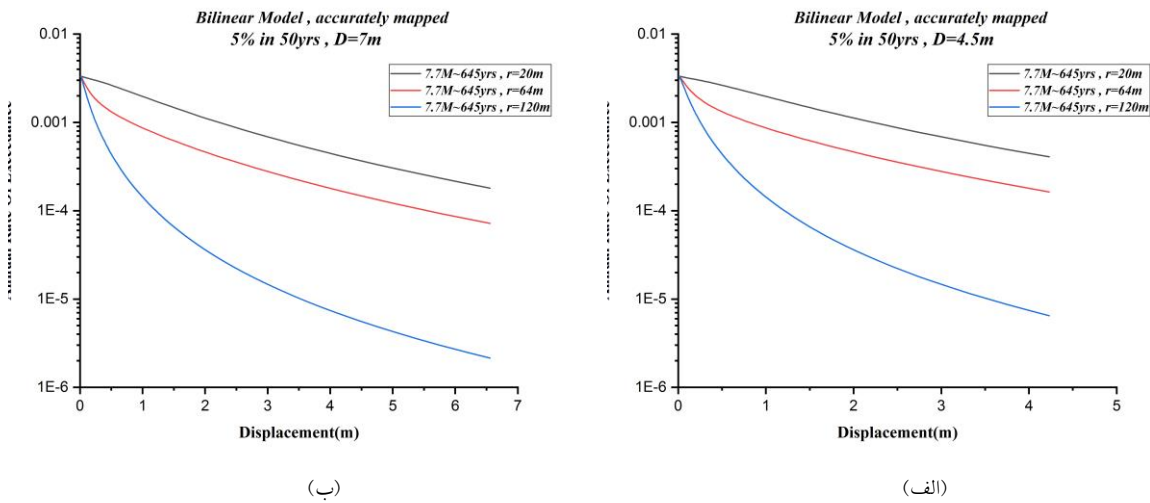 Bilinear Model , accurately mapped
5% in 50yrs , D=7m
0.01
0.001
1E-4
1E-5
1E-6
7.7M~645yrs , r=20m
7.7M~645yrs , r=64m
7.7M~645yrs , r=120m
0 1 2 3 4 5 6 7
Displacement(m)
(ب)
Bilinear Model , accurately mapped
5% in 50yrs , D=4.5m
0.01
0.001
1E-4
1E-5
1E-6
7.7M~645yrs , r=20m
7.7M~645yrs , r=64m
7.7M~645yrs , r=120m
0 1 2 3 4 5
Displacement(m)
(الف)